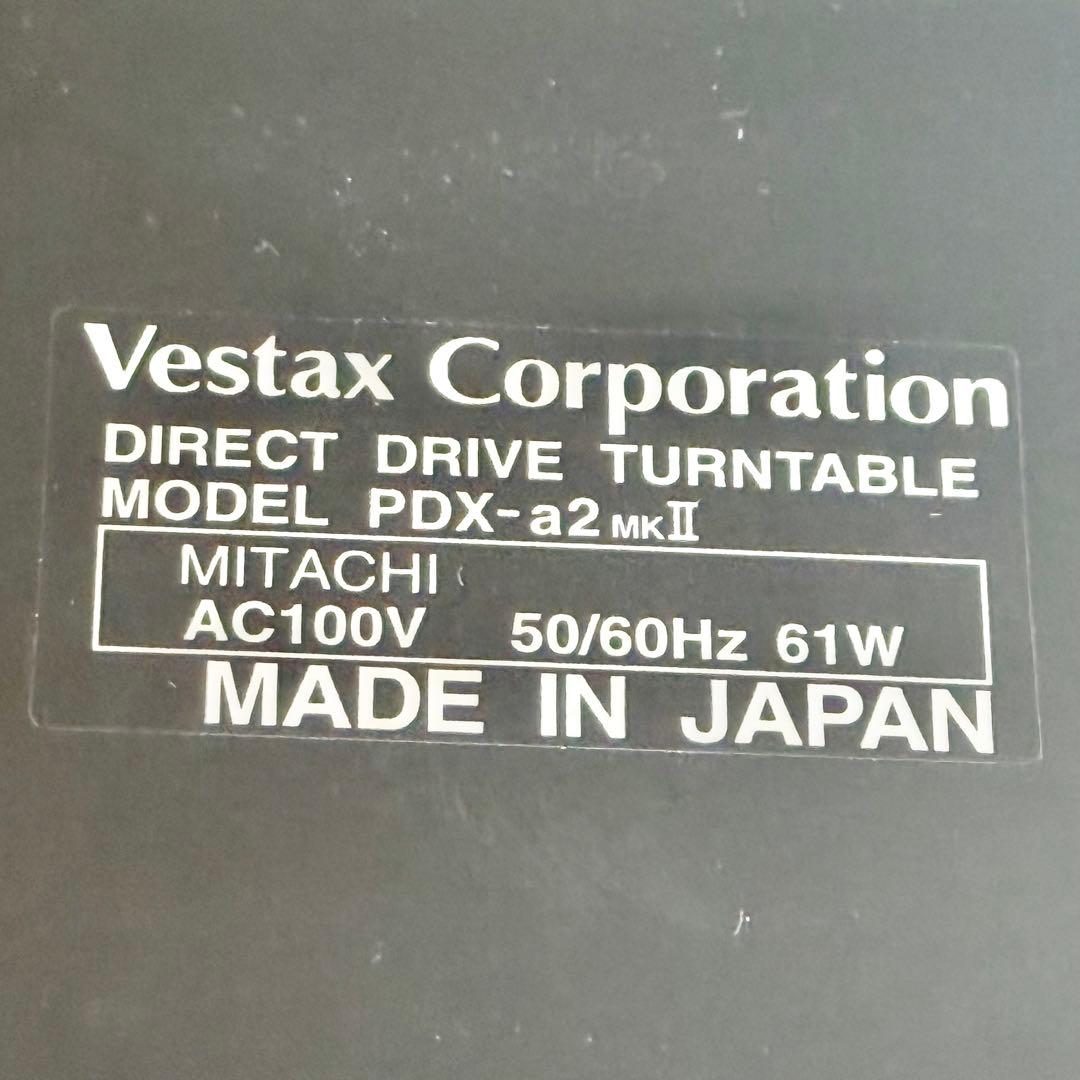 Vestax Corporation
DIRECT DRIVE TURNTABLE
MODEL PDX-a2 MKⅡ
MITACHI
AC100V 50/60Hz 61W
MADE IN JAPAN